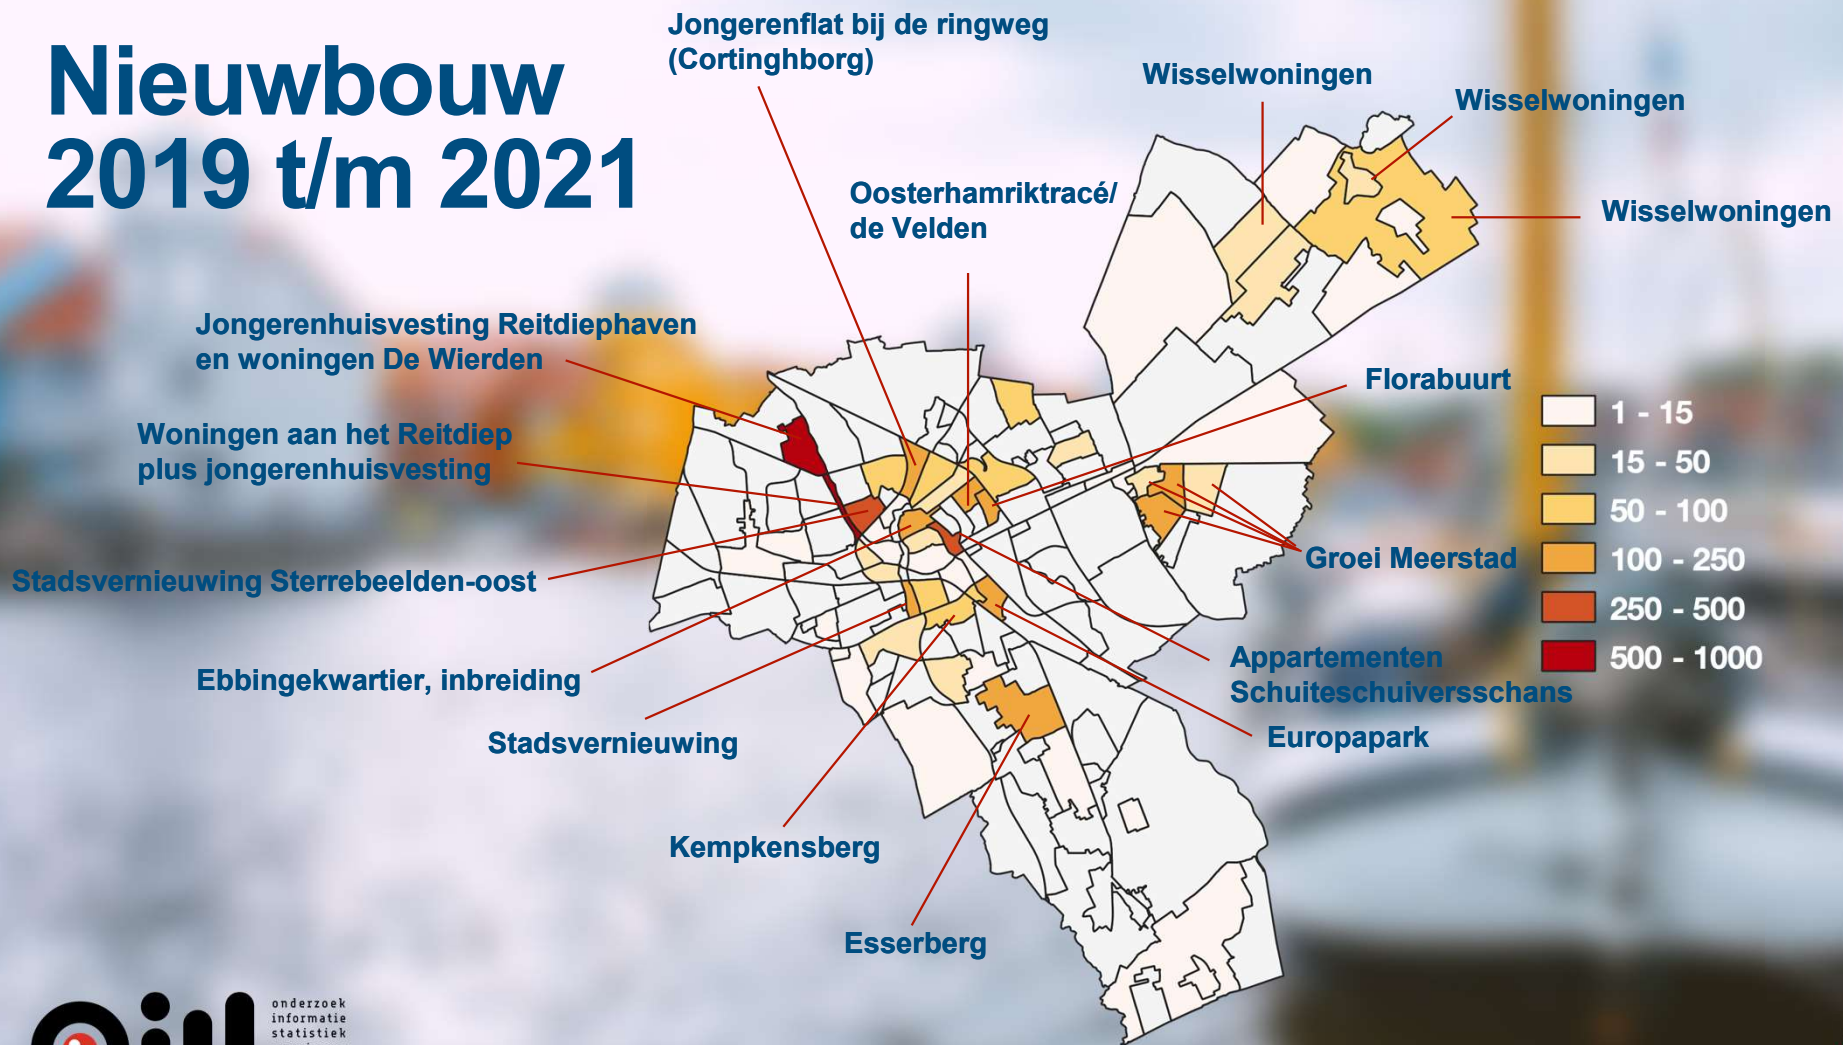 Nieuwbouw
2019 t/m 2021
Jongerenflat bij de ringweg
(Cortinghborg)
Wisselwoningen
Wisselwoningen
Oosterhamriktracé/
de Velden
Wisselwoningen
Jongerenhuisvesting Reitdiephaven
en woningen De Wierden
Florabuurt
Woningen aan het Reitdiep
plus jongerenhuisvesting
1 - 15
15 - 50
50 - 100
100 - 250
250 - 500
500 - 1000
Groei Meerstad
Stadsvernieuwing Sterrebeelden-oost
Ebbingekwartier, inbreiding
Appartementen
Schuiteschuiversschans
Stadsvernieuwing
Europapark
Kempkensberg
Esserberg
onderzoek
informatie
statistiek